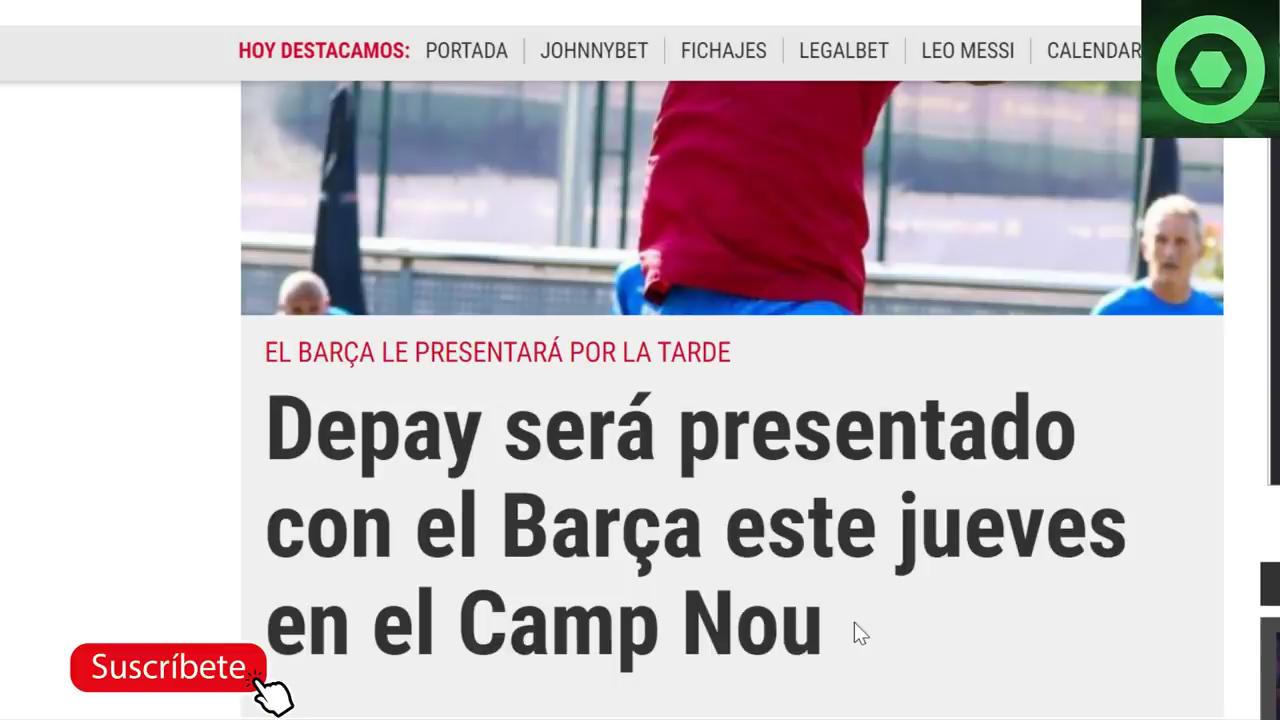 HOY DESTACAMOS: PORTADA JOHNNYBET FICHAJES LEGALBET LEO MESSI CALENDAR
EL BARÇA LE PRESENTARÁ POR LA TARDE
Depay será presentado
con el Barça este jueves
en el Camp Nou
Suscríbete